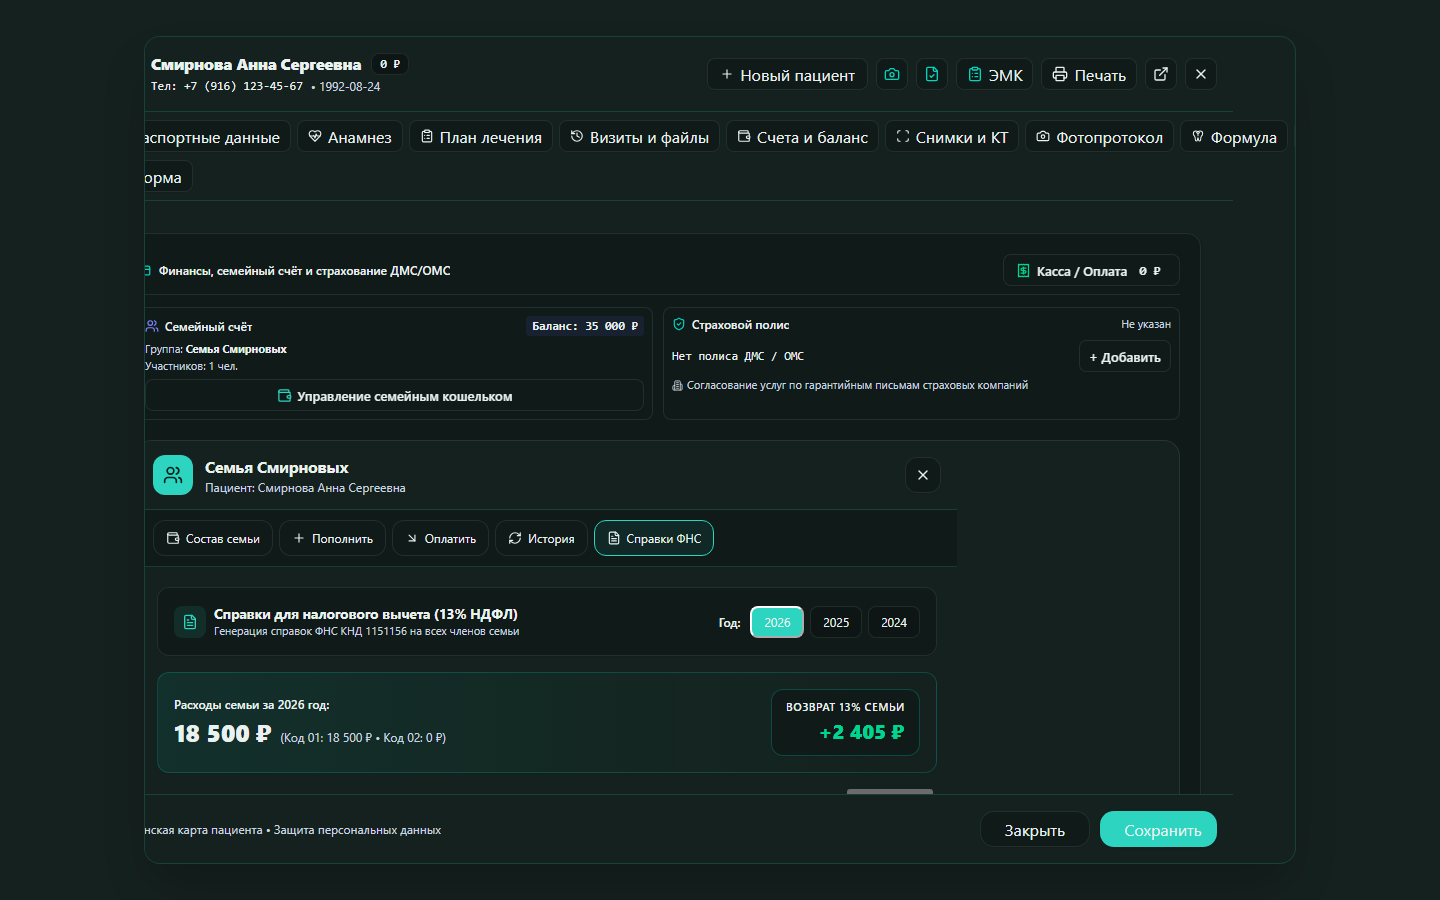 Смирнова Анна Сергеевна 0 ₽
Тел: +7 (916) 123-45-67 • 1992-08-24
+ Новый пациент
ЭМК
Печать
аспортные данные
Анамнез
План лечения
Визиты и файлы
Счета и баланс
Снимки и КТ
Фотопротокол
Формула
орма
Финансы, семейный счёт и страхование ДМС/ОМС
Касса / Оплата 0 ₽
Семейный счёт
Баланс: 35 000 ₽
Группа: Семья Смирновых
Участников: 1 чел.
Управление семейным кошельком
Страховой полис
Не указан
Нет полиса ДМС / ОМС
+ Добавить
Согласование услуг по гарантийным письмам страховых компаний
Семья Смирновых
Пациент: Смирнова Анна Сергеевна
Состав семьи
Пополнить
Оплатить
История
Справки ФНС
Справки для налогового вычета (13% НДФЛ)
Генерация справок ФНС КНД 1151156 на всех членов семьи
Год: 2026 2025 2024
Расходы семьи за 2026 год:
18 500 ₽ (Код 01: 18 500 ₽ • Код 02: 0 ₽)
ВОЗВРАТ 13% СЕМЬИ
+2 405 ₽
нская карта пациента • Защита персональных данных
Закрыть
Сохранить